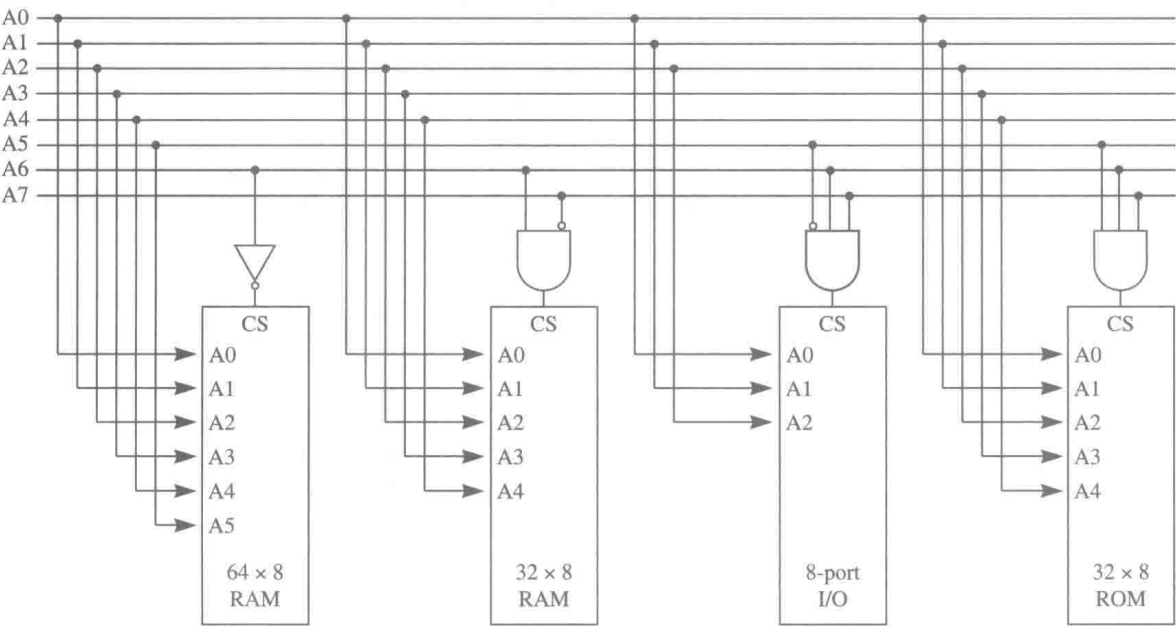 A0
A1
A2
A3
A4
A5
A6
A7
CS
A0
A1
A2
A3
A4
A5
64 × 8
RAM
CS
A0
A1
A2
A3
A4
32 × 8
RAM
CS
A0
A1
A2
8-port
I/O
CS
A0
A1
A2
A3
A4
32 × 8
ROM